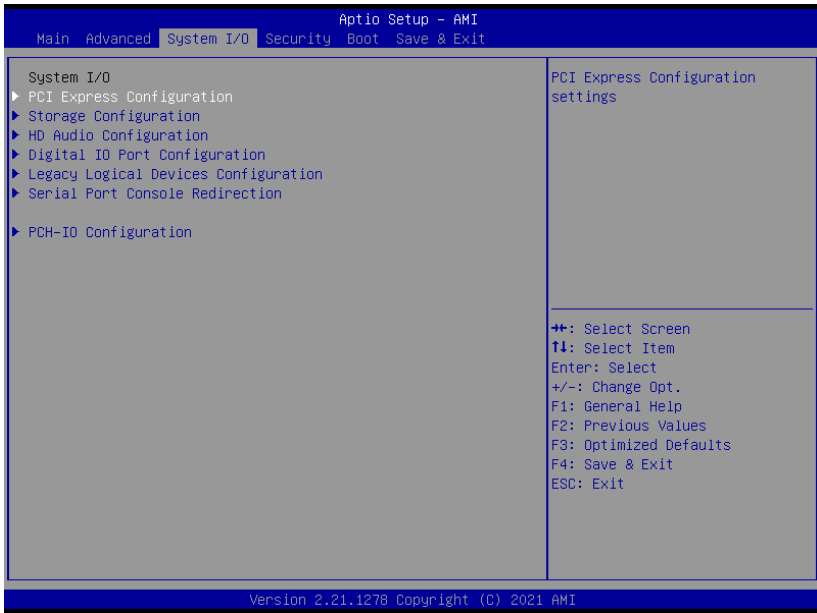 Aptio Setup – AMI
Main Advanced System I/O Security Boot Save & Exit
System I/O
▶ PCI Express Configuration
▶ Storage Configuration
▶ HD Audio Configuration
▶ Digital IO Port Configuration
▶ Legacy Logical Devices Configuration
▶ Serial Port Console Redirection
▶ PCH-IO Configuration
PCI Express Configuration
settings
→←: Select Screen
↑↓: Select Item
Enter: Select
+/-: Change Opt.
F1: General Help
F2: Previous Values
F3: Optimized Defaults
F4: Save & Exit
ESC: Exit
Version 2.21.1278 Copyright (C) 2021 AMI